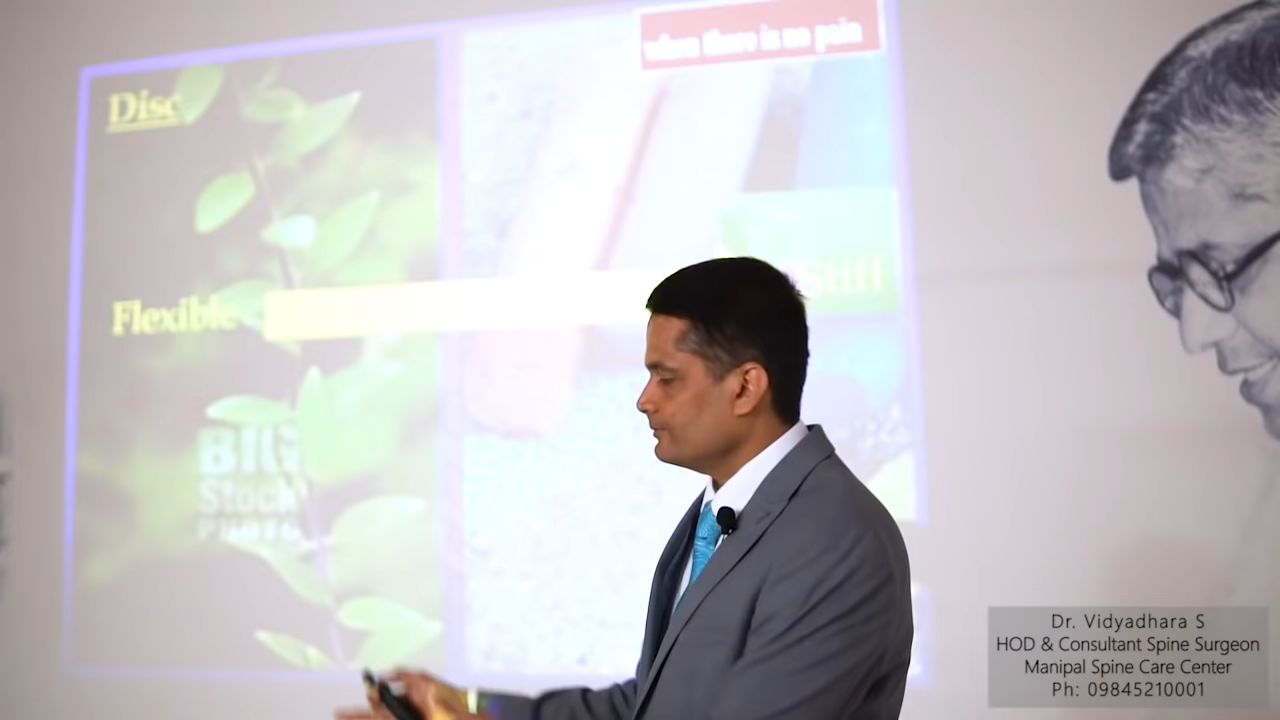 when there is no pain
Disc
Flexible
Stiff
BIG
Stock
PHOTO
Dr. Vidyadhara S
HOD & Consultant Spine Surgeon
Manipal Spine Care Center
Ph: 09845210001